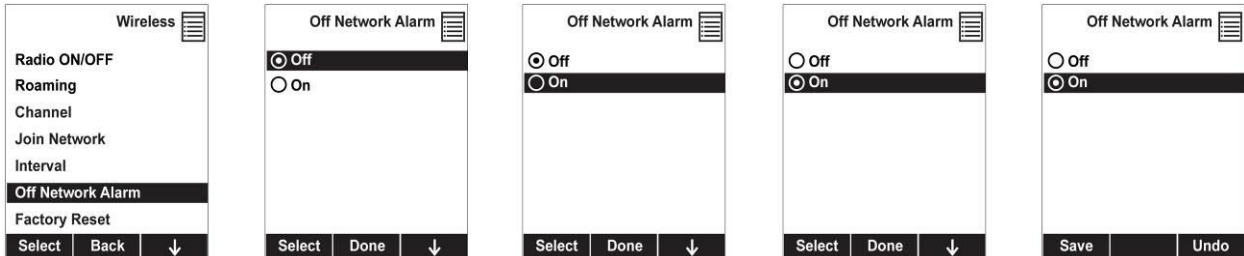 Wireless
Radio ON/OFF
Roaming
Channel
Join Network
Interval
Off Network Alarm
Factory Reset
Select Back ↓
Off Network Alarm
Off
On
Select Done ↓
Off Network Alarm
Off
On
Select Done ↓
Off Network Alarm
Off
On
Select Done ↓
Off Network Alarm
Off
On
Save Undo